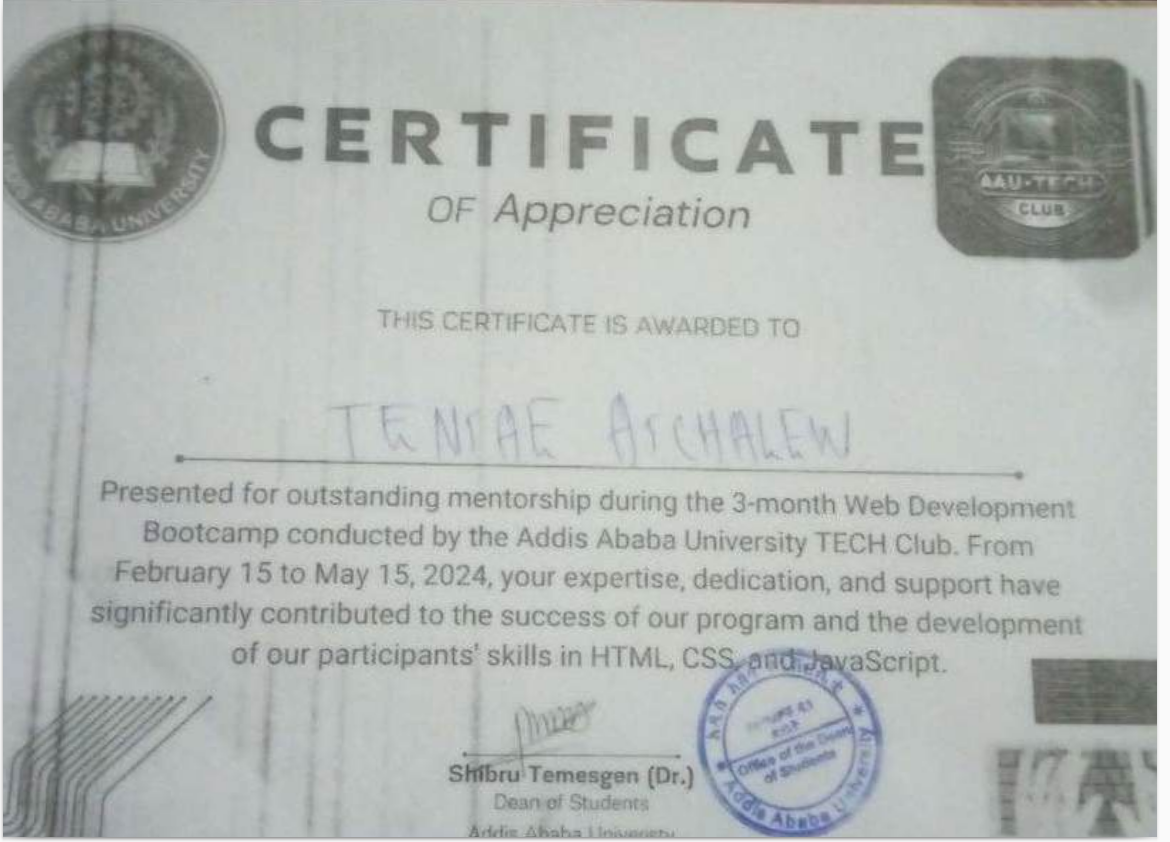 ADDIS ABABA UNIVERSITY
CERTIFICATE
OF Appreciation
AAU-TECH
CLUB
THIS CERTIFICATE IS AWARDED TO
Presented for outstanding mentorship during the 3-month Web Development
Bootcamp conducted by the Addis Ababa University TECH Club. From
February 15 to May 15, 2024, your expertise, dedication, and support have
significantly contributed to the success of our program and the development
of our participants' skills in HTML, CSS, and JavaScript.
Shibru Temesgen (Dr.)
Dean of Students
Addis Ababa University
Office of the Dean
of Students
Addis Ababa University